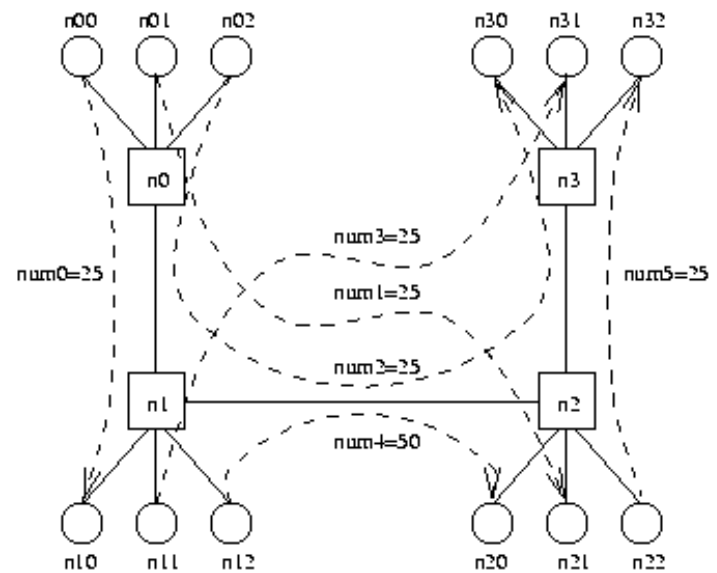 n00 n01 n02 n30 n31 n32
n0 n3
num3=25
num0=25 num1=25 num5=25
num2=25
n1 n2
num4=50
n10 n11 n12 n20 n21 n22